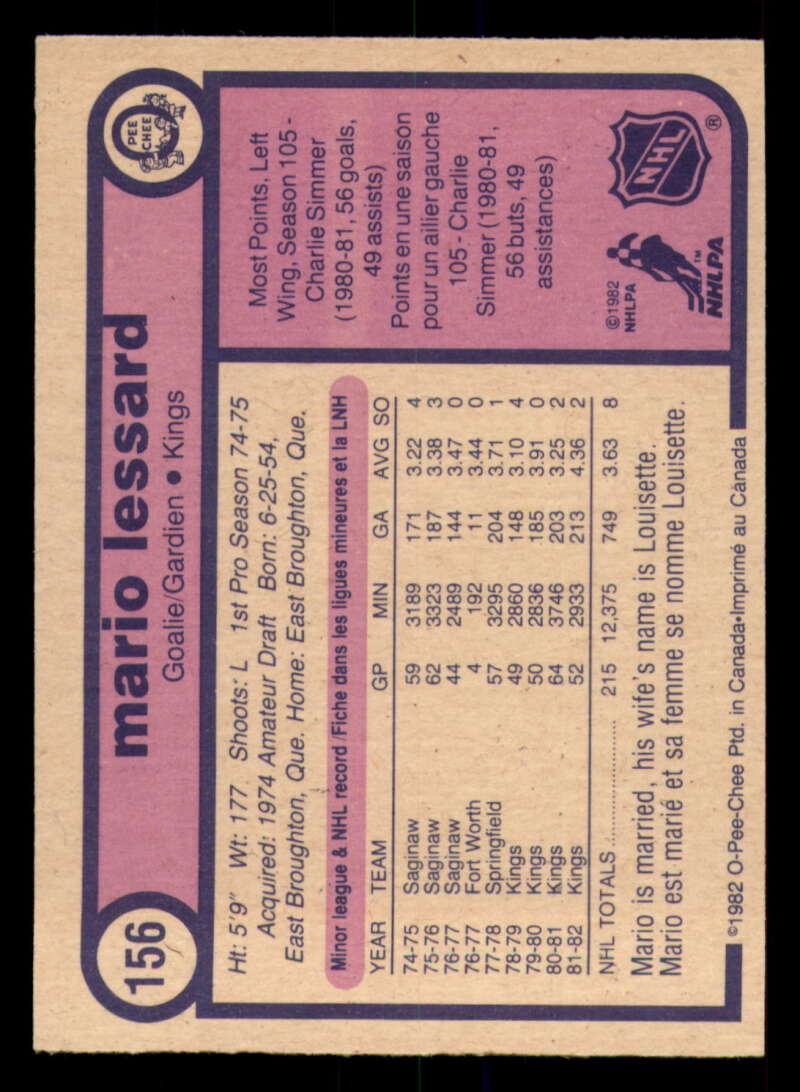 156
mario lessard
Goalie/Gardien • Kings
PEE
CHEE
Ht: 5'9" Wt: 177 Shoots: L 1st Pro Season 74-75
Acquired: 1974 Amateur Draft Born: 6-25-54,
East Broughton, Que. Home: East Broughton, Que.
Minor league & NHL record/Fiche dans les ligues mineures et la LNH
YEAR TEAM GP MIN GA AVG SO
74-75 Saginaw 59 3189 171 3.22 4
75-76 Saginaw 62 3323 187 3.38 3
76-77 Saginaw 44 2489 144 3.47 0
76-77 Fort Worth 4 192 11 3.44 0
77-78 Springfield 57 3295 204 3.71 1
78-79 Kings 49 2860 148 3.10 4
79-80 Kings 50 2836 185 3.91 0
80-81 Kings 64 3746 203 3.25 2
81-82 Kings 52 2933 213 4.36 2
NHL TOTALS .................... 215 12,375 749 3.63 8
Mario is married, his wife's name is Louisette.
Mario est marié et sa femme se nomme Louisette.
©1982 O-Pee-Chee Ptd. in Canada•Imprimé au Canada
Most Points, Left
Wing, Season 105 -
Charlie Simmer
(1980-81, 56 goals,
49 assists)
Points en une saison
pour un ailier gauche
105 - Charlie
Simmer (1980-81,
56 buts, 49
assistances)
©1982
NHLPA
NHL
®
TM
NHLPA